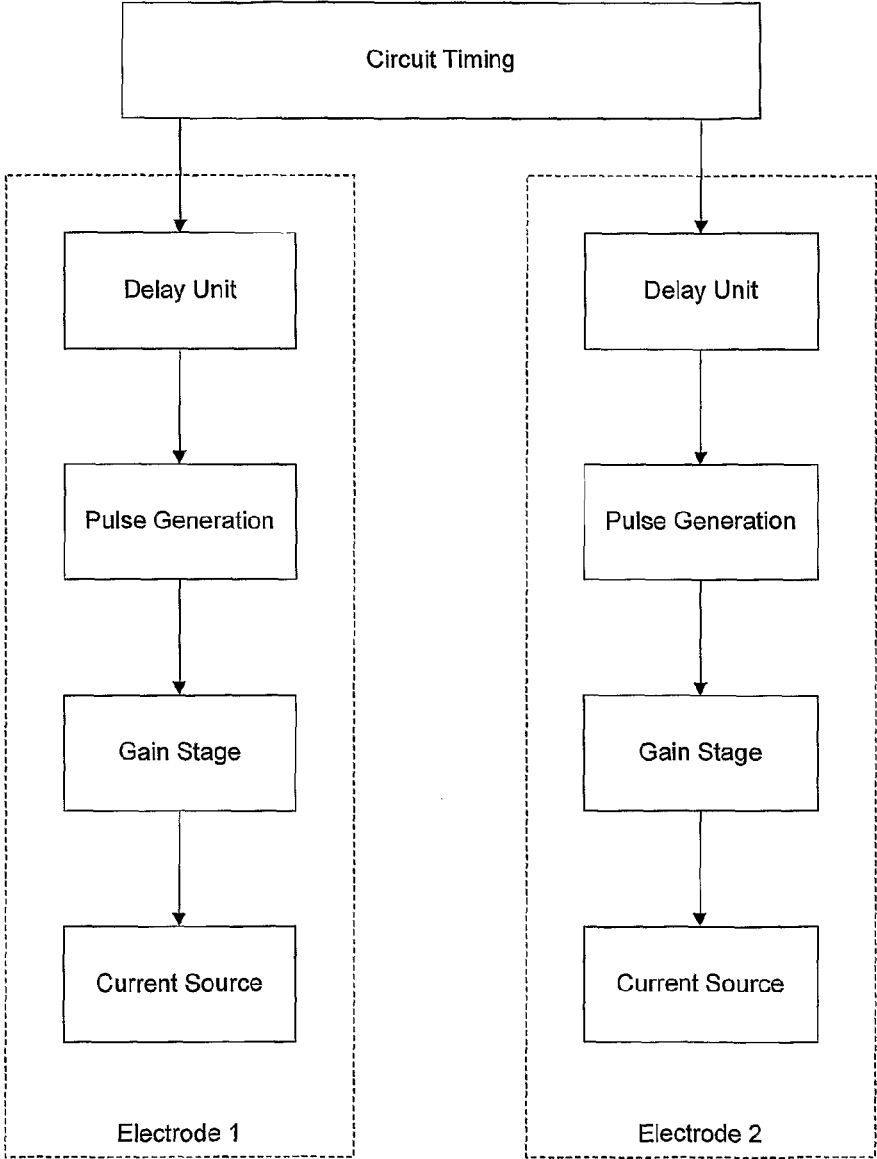 Circuit Timing
Delay Unit
Pulse Generation
Gain Stage
Current Source
Electrode 1
Delay Unit
Pulse Generation
Gain Stage
Current Source
Electrode 2